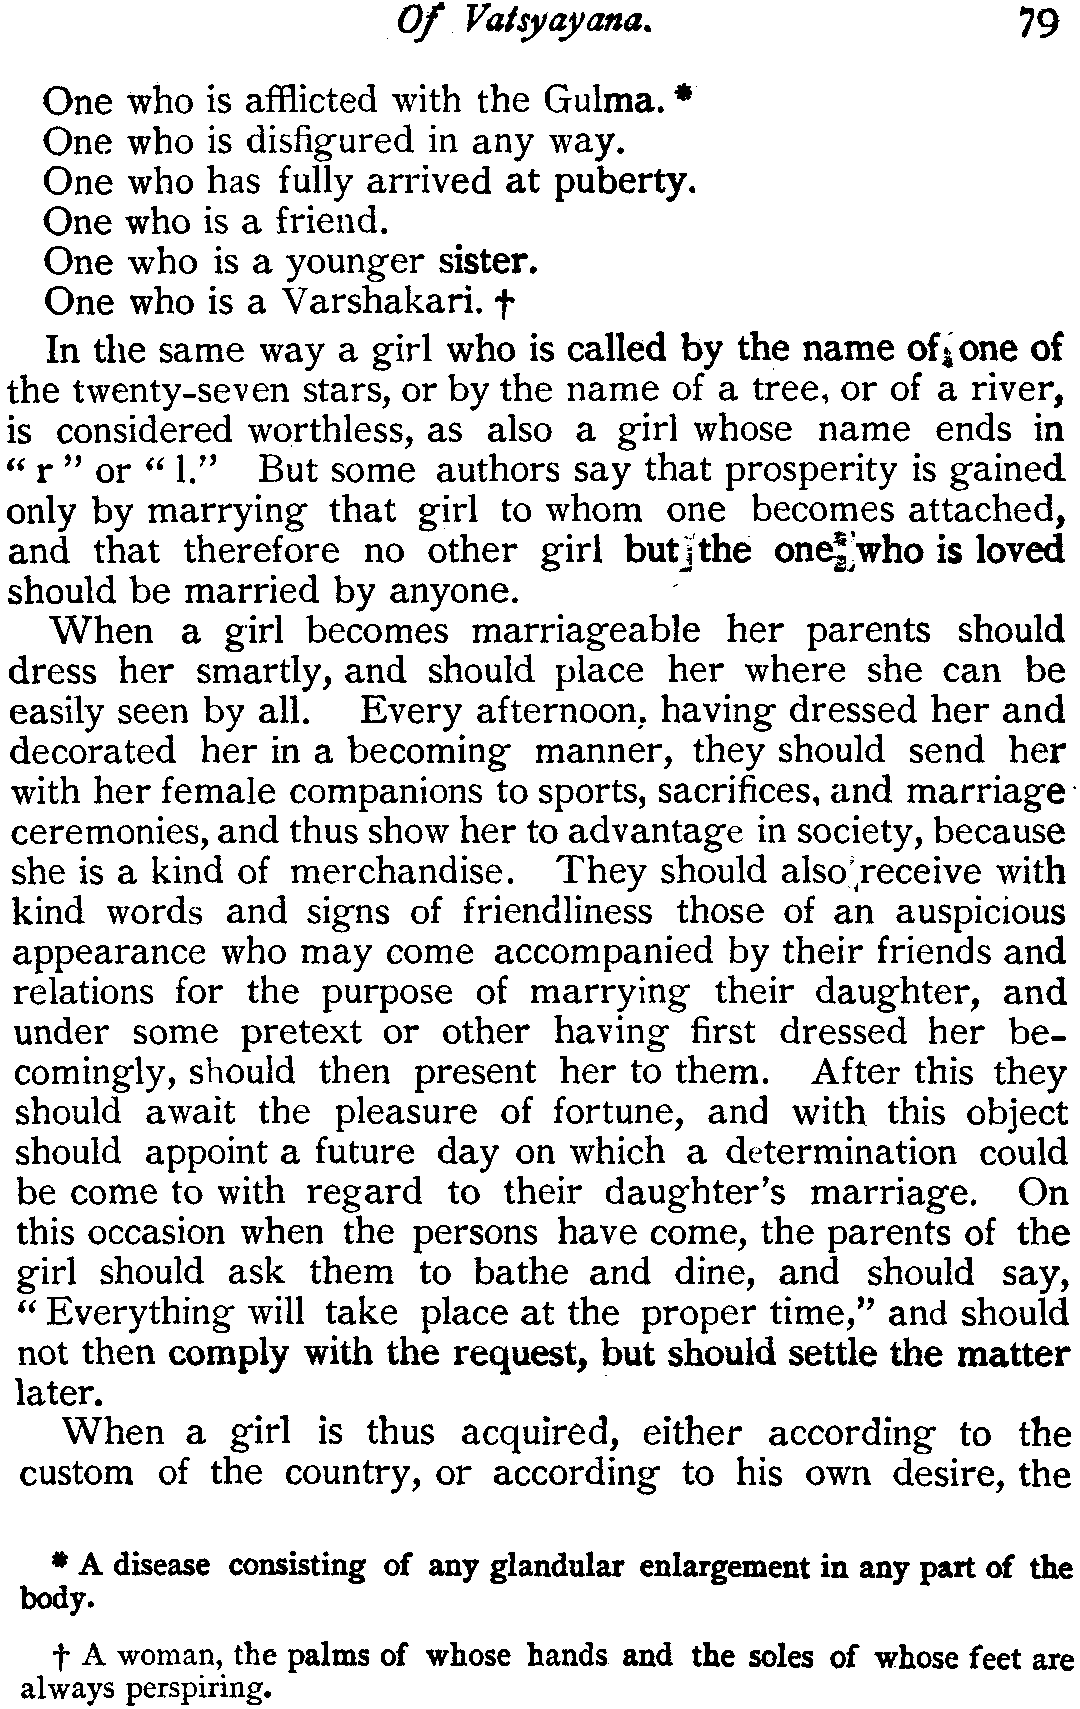 Of Vatsyayana. 79
One who is afflicted with the Gulma. *
One who is disfigured in any way.
One who has fully arrived at puberty.
One who is a friend.
One who is a younger sister.
One who is a Varshakari. †
In the same way a girl who is called by the name of one of
the twenty-seven stars, or by the name of a tree, or of a river,
is considered worthless, as also a girl whose name ends in
“ r ” or “ l.” But some authors say that prosperity is gained
only by marrying that girl to whom one becomes attached,
and that therefore no other girl but the one who is loved
should be married by anyone.
When a girl becomes marriageable her parents should
dress her smartly, and should place her where she can be
easily seen by all. Every afternoon, having dressed her and
decorated her in a becoming manner, they should send her
with her female companions to sports, sacrifices, and marriage
ceremonies, and thus show her to advantage in society, because
she is a kind of merchandise. They should also receive with
kind words and signs of friendliness those of an auspicious
appearance who may come accompanied by their friends and
relations for the purpose of marrying their daughter, and
under some pretext or other having first dressed her be-
comingly, should then present her to them. After this they
should await the pleasure of fortune, and with this object
should appoint a future day on which a determination could
be come to with regard to their daughter’s marriage. On
this occasion when the persons have come, the parents of the
girl should ask them to bathe and dine, and should say,
“ Everything will take place at the proper time,” and should
not then comply with the request, but should settle the matter
later.
When a girl is thus acquired, either according to the
custom of the country, or according to his own desire, the
* A disease consisting of any glandular enlargement in any part of the
body.
† A woman, the palms of whose hands and the soles of whose feet are
always perspiring.